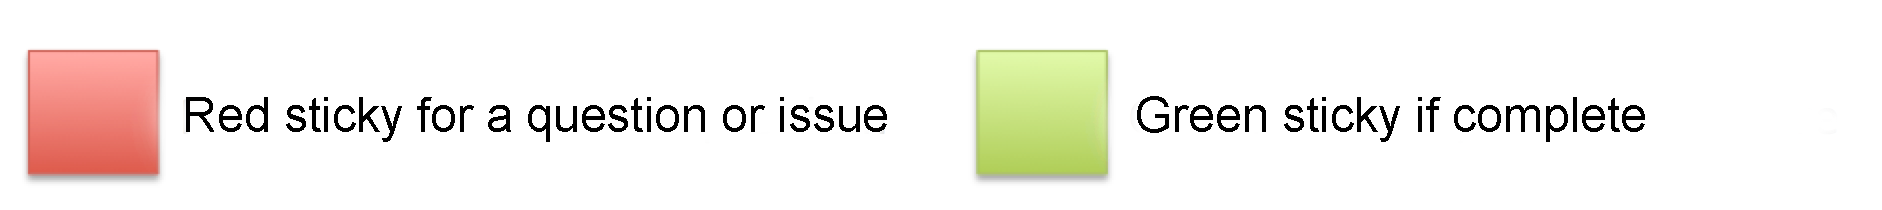 Red sticky for a question or issue
Green sticky if complete